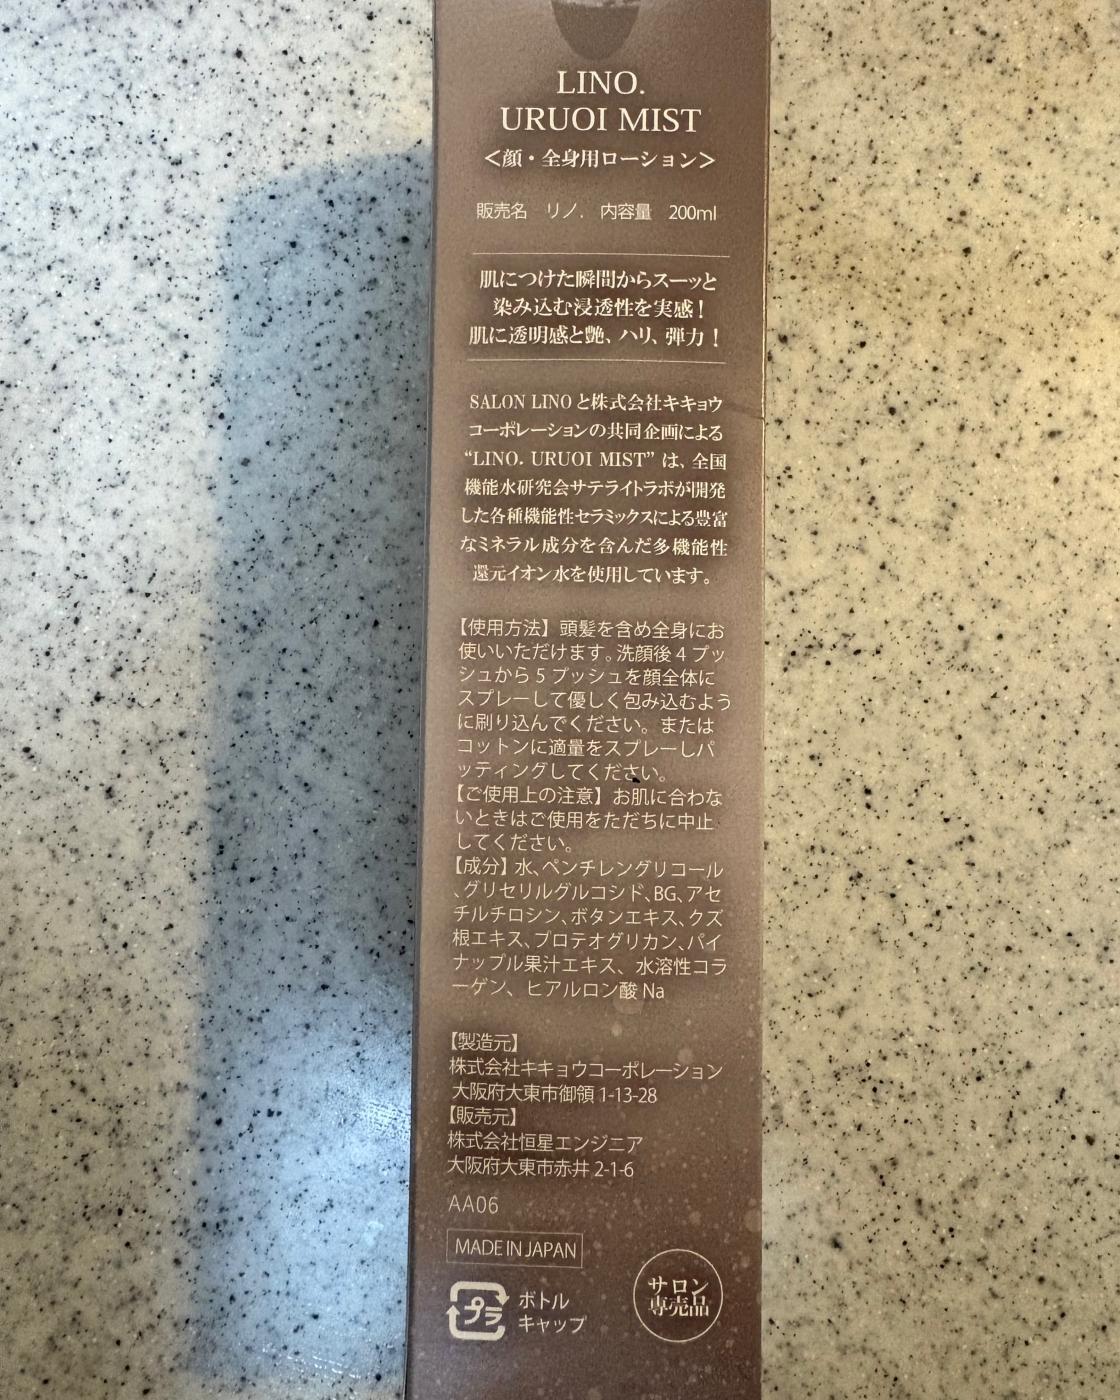 LINO.
URUOI MIST
<顔・全身用ローション>
販売名 リノ. 内容量 200ml
肌につけた瞬間からスーッと
染み込む浸透性を実感！
肌に透明感と艶、ハリ、弾力！
SALON LINO と株式会社キキョウ
コーポレーションの共同企画による
“LINO. URUOI MIST” は、全国
機能水研究会サテライトラボが開発
した各種機能性セラミックスによる豊富
なミネラル成分を含んだ多機能性
還元イオン水を使用しています。
【使用方法】頭髪を含め全身にお
使いいただけます。洗顔後 4 プッ
シュから 5 プッシュを顔全体に
スプレーして優しく包み込むよう
に刷り込んでください。または
コットンに適量をスプレーしパ
ッティングしてください。
【ご使用上の注意】お肌に合わな
いときはご使用をただちに中止
してください。
【成分】水、ペンチレングリコール
、グリセリルグルコシド、BG、アセ
チルチロシン、ボタンエキス、クズ
根エキス、プロテオグリカン、パイ
ナップル果汁エキス、水溶性コラ
ーゲン、ヒアルロン酸 Na
【製造元】
株式会社キキョウコーポレーション
大阪府大東市御領 1-13-28
【販売元】
株式会社恒星エンジニア
大阪府大東市赤井 2-1-6
AA06
MADE IN JAPAN
プラ
ボトル
キャップ
サロン
専売品